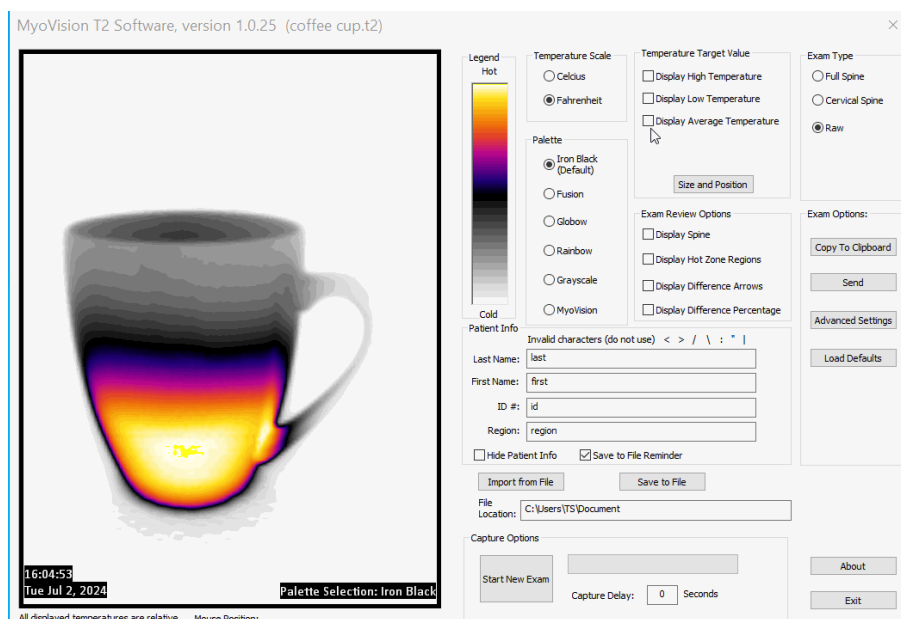 MyoVision T2 Software, version 1.0.25 (coffee cup.t2)
Legend
Hot
Cold
Temperature Scale
Celcius
Fahrenheit
Palette
Iron Black
(Default)
Fusion
Globow
Rainbow
Grayscale
MyoVision
Temperature Target Value
Display High Temperature
Display Low Temperature
Display Average Temperature
Size and Position
Exam Review Options
Display Spine
Display Hot Zone Regions
Display Difference Arrows
Display Difference Percentage
Exam Type
Full Spine
Cervical Spine
Raw
Exam Options:
Copy To Clipboard
Send
Advanced Settings
Load Defaults
Patient Info
Invalid characters (do not use) < > / \ : " |
Last Name: last
First Name: first
ID #: id
Region: region
Hide Patient Info
Save to File Reminder
Import from File
Save to File
File
Location: C:\Users\TS\Document
Capture Options
Start New Exam
Capture Delay: 0 Seconds
About
Exit
16:04:53
Tue Jul 2, 2024
Palette Selection: Iron Black
All displayed temperatures are relative
Mouse Position: